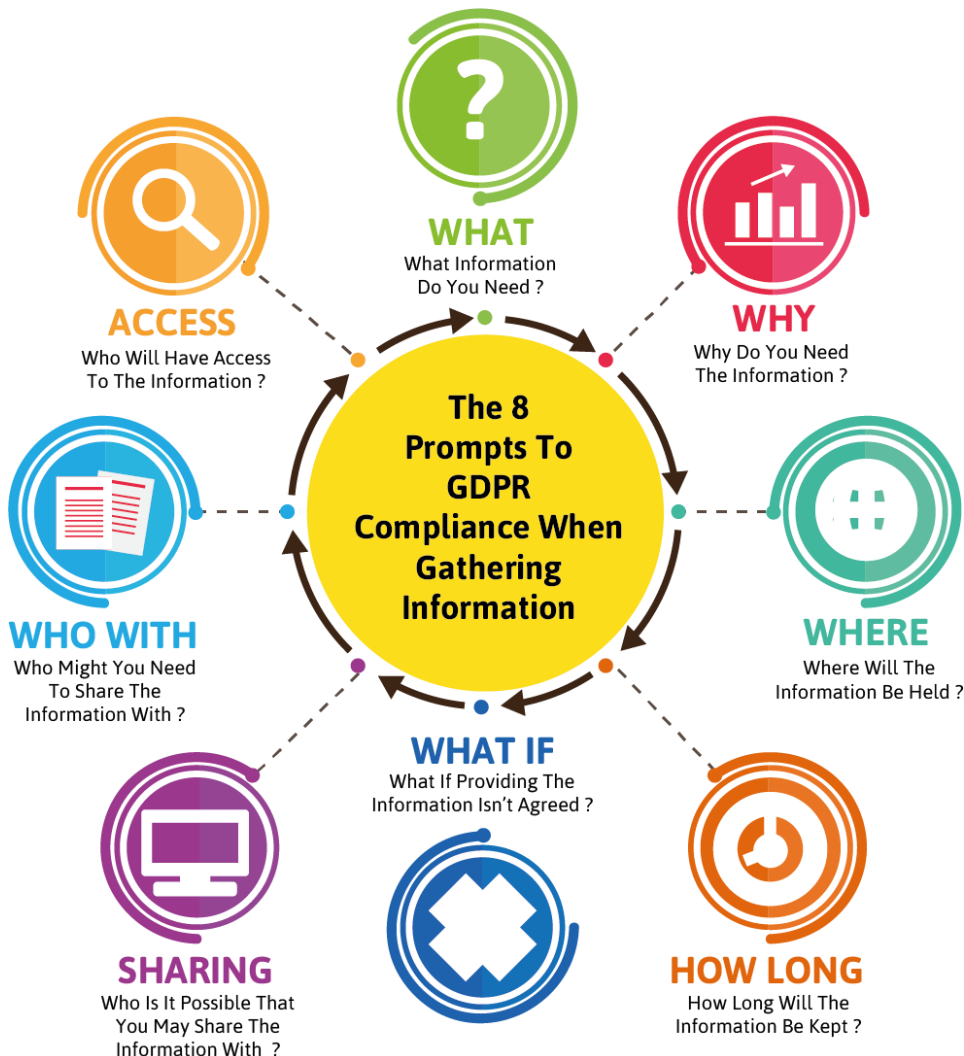 WHAT
What Information
Do You Need ?
ACCESS
Who Will Have Access
To The Information ?
WHY
Why Do You Need
The Information ?
The 8
Prompts To
GDPR
Compliance When
Gathering
Information
WHO WITH
Who Might You Need
To Share The
Information With ?
WHERE
Where Will The
Information Be Held ?
WHAT IF
What If Providing The
Information Isn't Agreed ?
SHARING
Who Is It Possible That
You May Share The
Information With ?
HOW LONG
How Long Will The
Information Be Kept ?